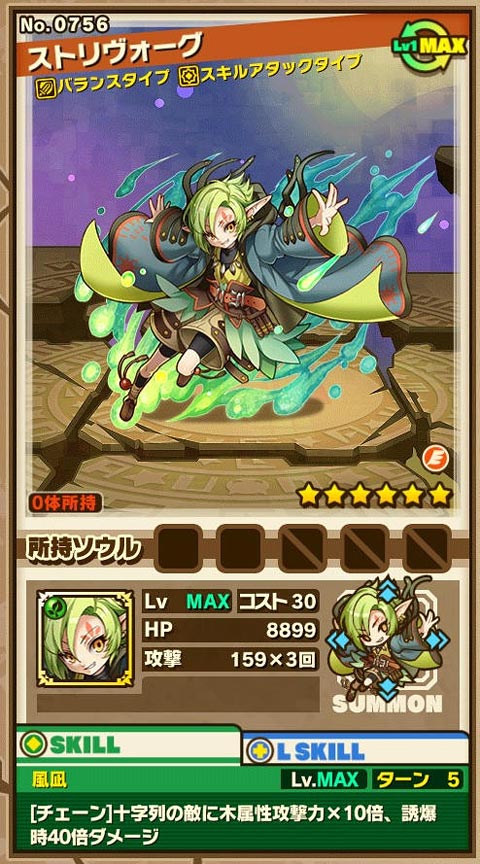 No.0756
ストリヴォーグ
Lv1 MAX
バランスタイプ スキルアタックタイプ
E
0体所持
所持ソウル
Lv MAX コスト 30
HP 8899
攻撃 159×3回
SUMMON
SKILL
L SKILL
風凪
Lv.MAX ターン 5
[チェーン]十字列の敵に木属性攻撃力×10倍、誘爆
時40倍ダメージ